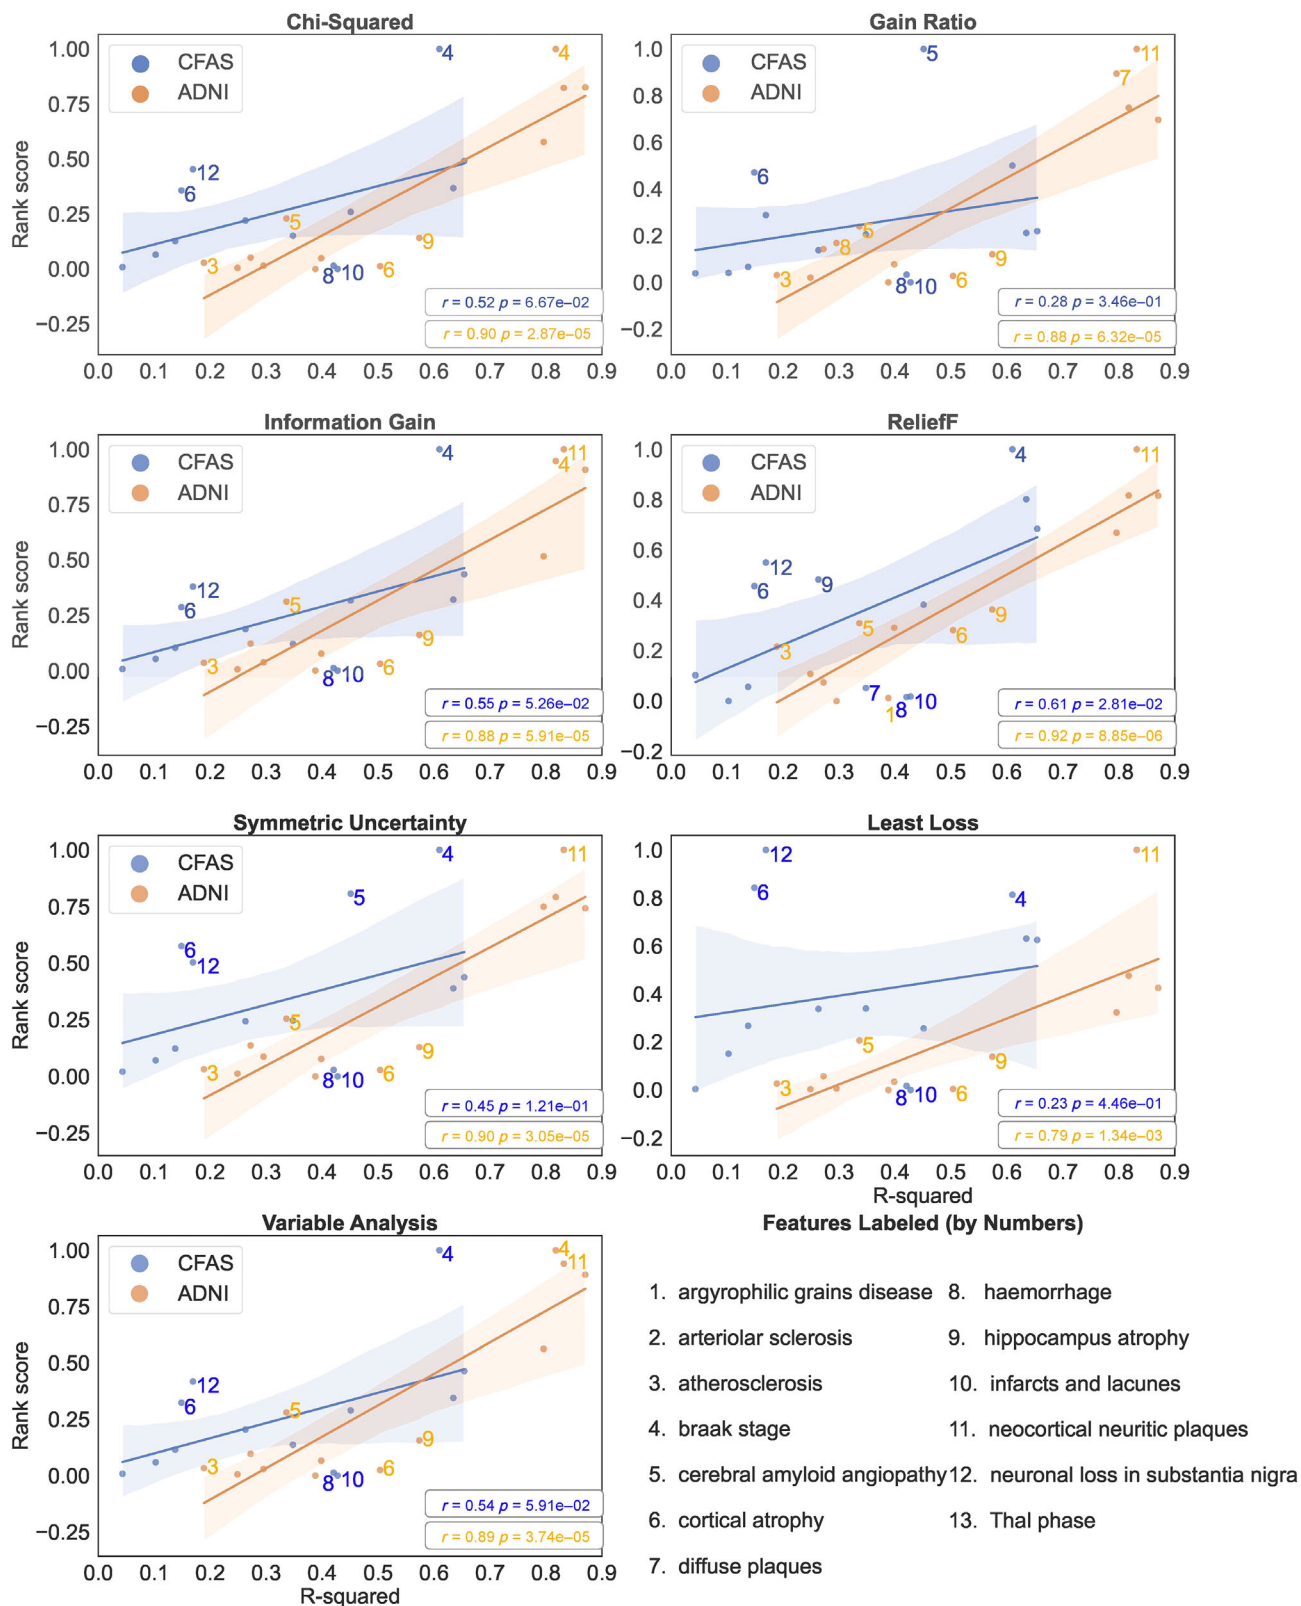 Chi-Squared
Gain Ratio
1.00
0.75
0.50
0.25
0.00
−0.25
Rank score
CFAS
ADNI
4
4
12
6
5
3
8
10
6
9
r = 0.52 p = 6.67e–02
r = 0.90 p = 2.87e–05
0.0 0.1 0.2 0.3 0.4 0.5 0.6 0.7 0.8 0.9
1.0
0.8
0.6
0.4
0.2
0.0
−0.2
CFAS
ADNI
5
11
7
6
5
8
3
8
10
6
9
r = 0.28 p = 3.46e–01
r = 0.88 p = 6.32e–05
0.0 0.1 0.2 0.3 0.4 0.5 0.6 0.7 0.8 0.9
Information Gain
ReliefF
1.00
0.75
0.50
0.25
0.00
−0.25
Rank score
CFAS
ADNI
4
11
4
12
6
5
3
8
10
6
9
r = 0.55 p = 5.26e–02
r = 0.88 p = 5.91e–05
0.0 0.1 0.2 0.3 0.4 0.5 0.6 0.7 0.8 0.9
1.0
0.8
0.6
0.4
0.2
0.0
−0.2
CFAS
ADNI
4
11
12
6
9
5
3
6
9
7
1
8
10
r = 0.61 p = 2.81e–02
r = 0.92 p = 8.85e–06
0.0 0.1 0.2 0.3 0.4 0.5 0.6 0.7 0.8 0.9
Symmetric Uncertainty
Least Loss
1.00
0.75
0.50
0.25
0.00
−0.25
Rank score
CFAS
ADNI
4
11
5
6
12
5
3
8
10
6
9
r = 0.45 p = 1.21e–01
r = 0.90 p = 3.05e–05
0.0 0.1 0.2 0.3 0.4 0.5 0.6 0.7 0.8 0.9
1.0
0.8
0.6
0.4
0.2
0.0
−0.2
12
11
6
4
5
3
8
10
6
9
r = 0.23 p = 4.46e–01
r = 0.79 p = 1.34e–03
0.0 0.1 0.2 0.3 0.4 0.5 0.6 0.7 0.8 0.9
R-squared
Variable Analysis
1.00
0.75
0.50
0.25
0.00
−0.25
Rank score
CFAS
ADNI
4
4
11
12
6
5
3
8
10
6
9
r = 0.54 p = 5.91e–02
r = 0.89 p = 3.74e–05
0.0 0.1 0.2 0.3 0.4 0.5 0.6 0.7 0.8 0.9
R-squared
Features Labeled (by Numbers)
1. argyrophilic grains disease
2. arteriolar sclerosis
3. atherosclerosis
4. braak stage
5. cerebral amyloid angiopathy
6. cortical atrophy
7. diffuse plaques
8. haemorrhage
9. hippocampus atrophy
10. infarcts and lacunes
11. neocortical neuritic plaques
12. neuronal loss in substantia nigra
13. Thal phase